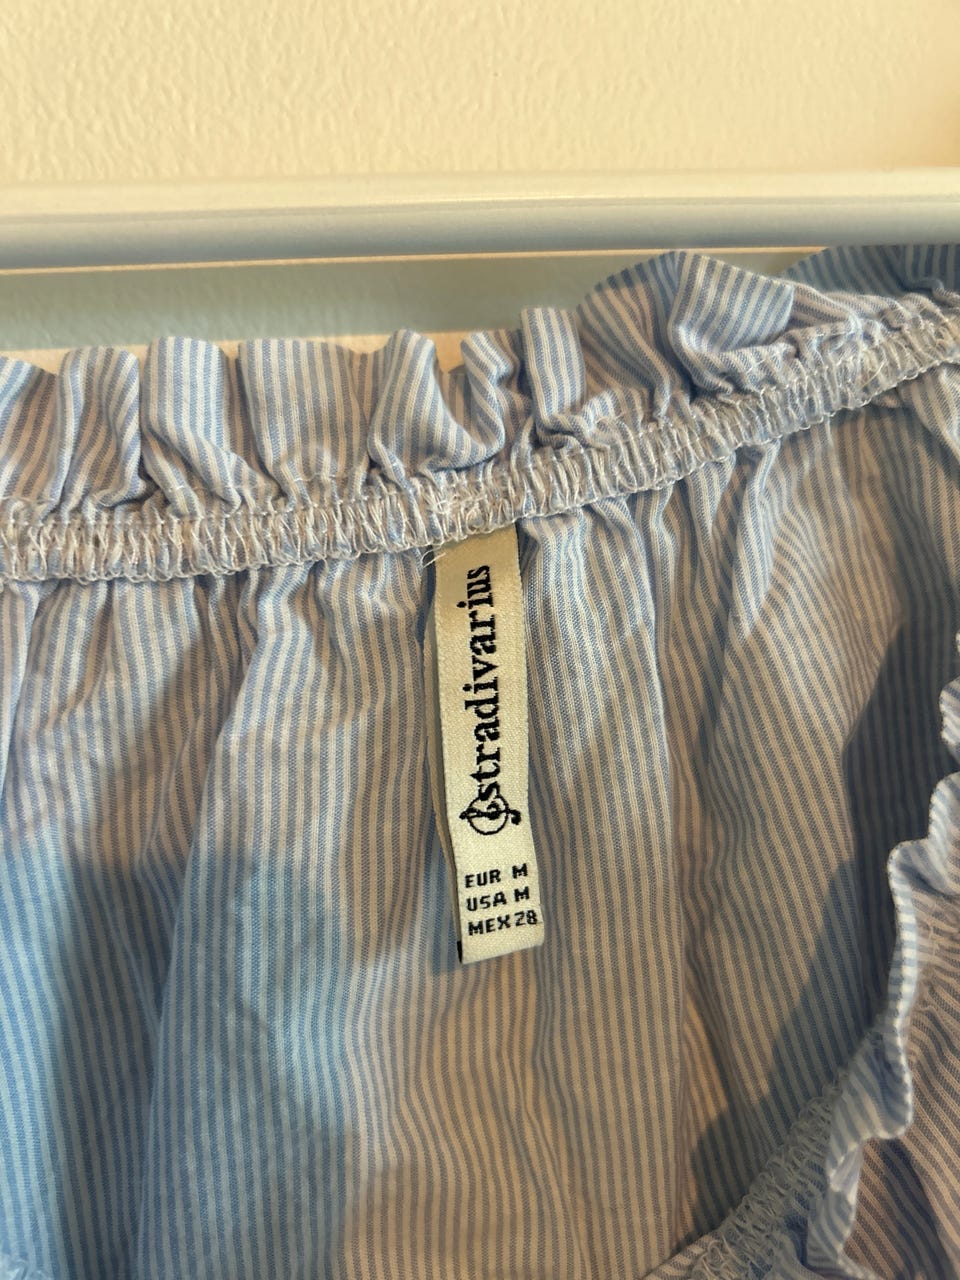 stradivarius
EUR M
USA M
MEX 28